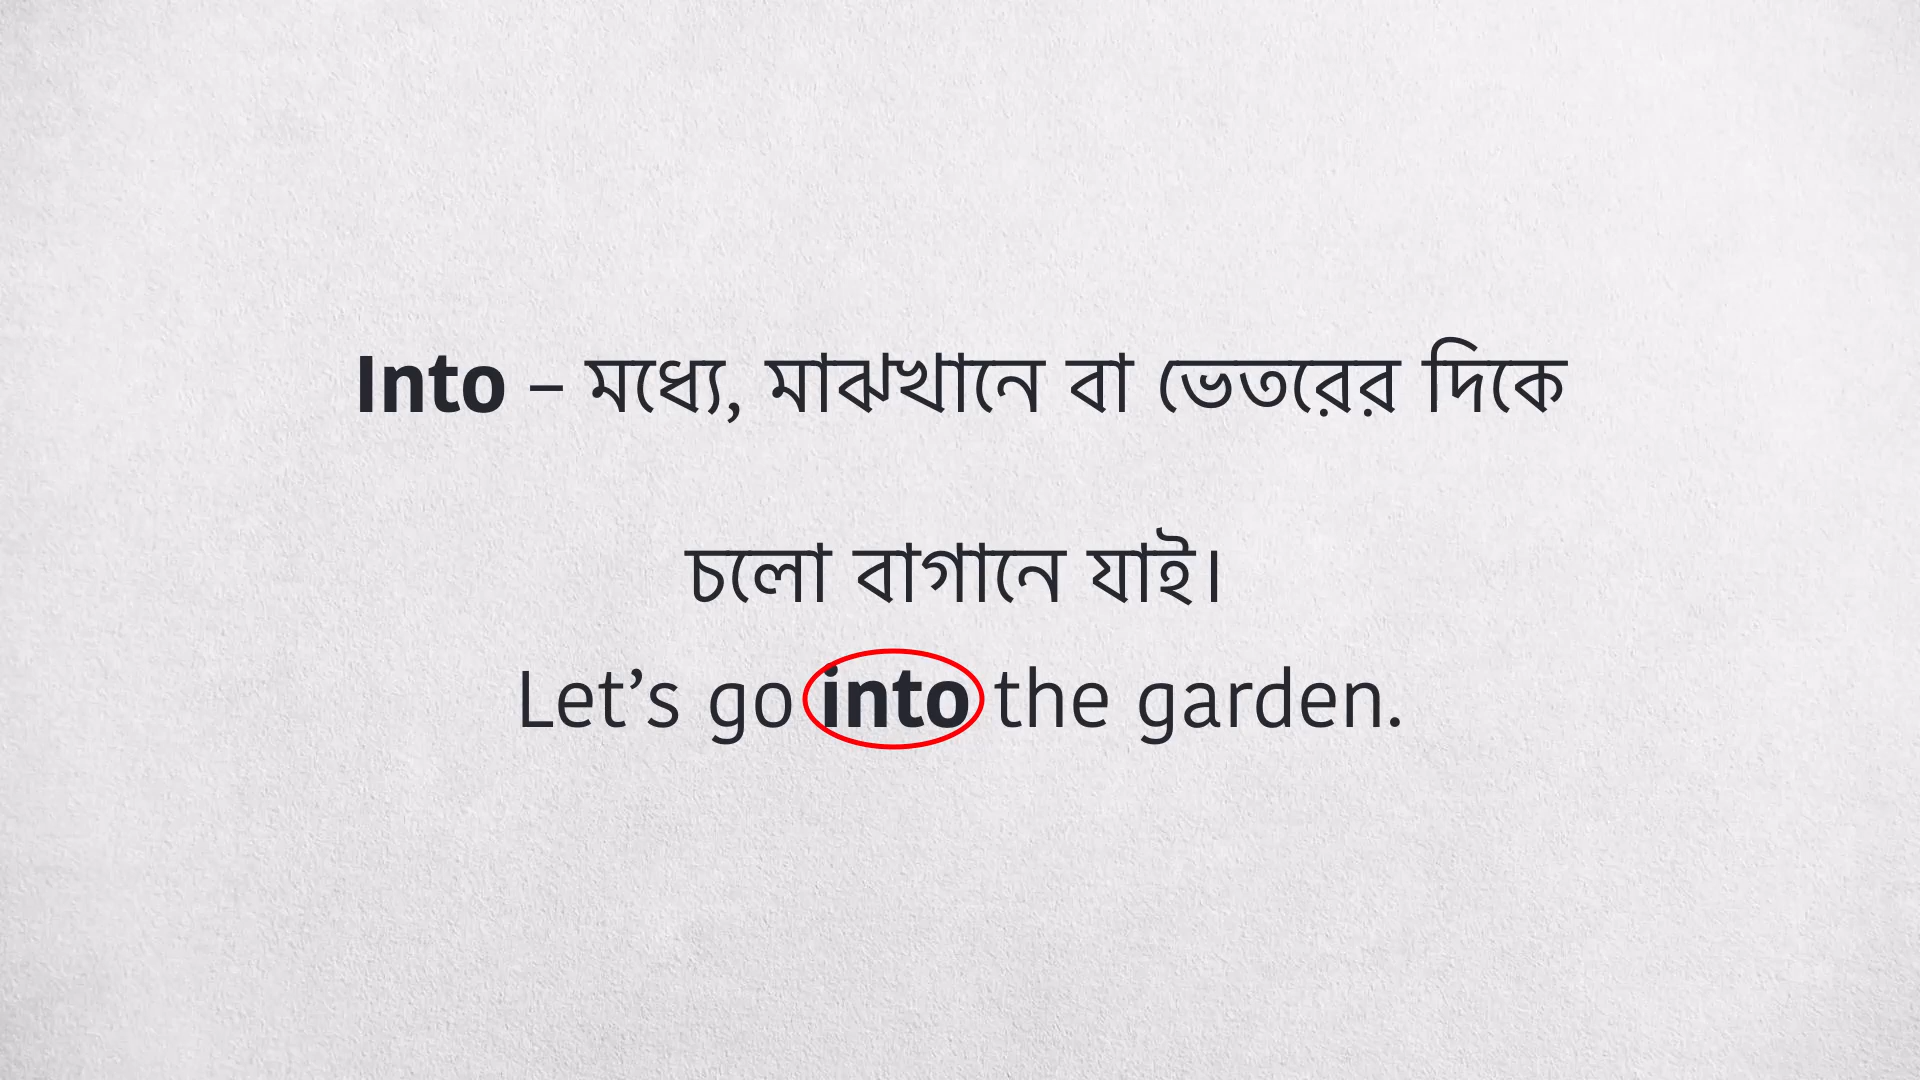 Into – মধ্যে, মাঝখানে বা ভেতরের দিকে
চলো বাগানে যাই।
Let’s go into the garden.